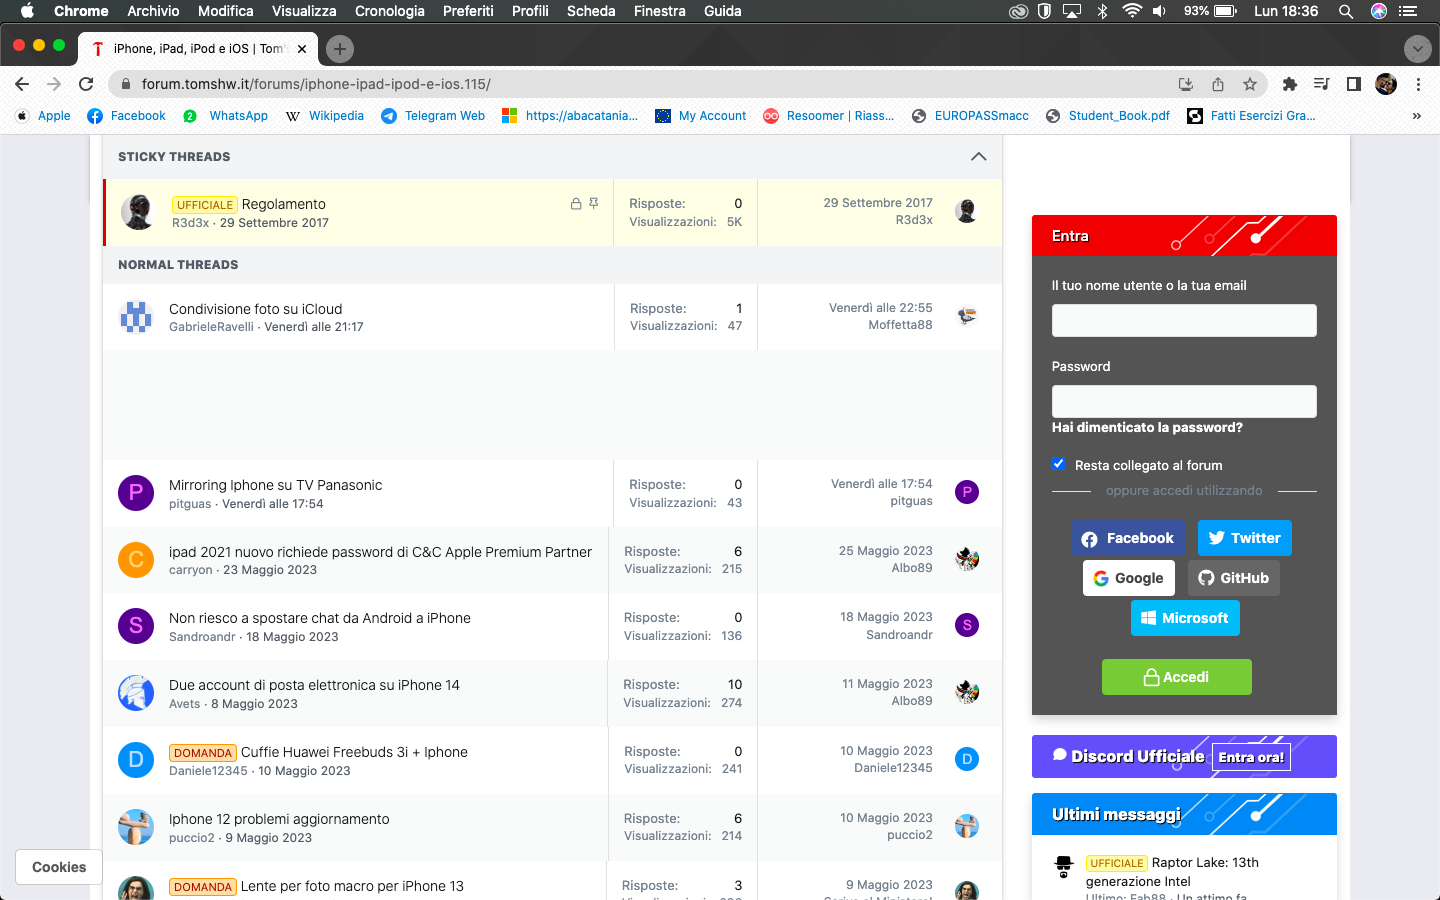 Chrome Archivio Modifica Visualizza Cronologia Preferiti Profili Scheda Finestra Guida 93% Lun 18:36
iPhone, iPad, iPod e iOS | Tom'
forum.tomshw.it/forums/iphone-ipad-ipod-e-ios.115/
Apple Facebook 2 WhatsApp W Wikipedia Telegram Web https://abacatania... My Account Resoomer | Riass... EUROPASSmacc Student_Book.pdf Fatti Esercizi Gra... »
STICKY THREADS
UFFICIALE Regolamento
R3d3x · 29 Settembre 2017
Risposte: 0
Visualizzazioni: 5K
29 Settembre 2017
R3d3x
NORMAL THREADS
Condivisione foto su iCloud
GabrieleRavelli · Venerdì alle 21:17
Risposte: 1
Visualizzazioni: 47
Venerdì alle 22:55
Moffetta88
P
Mirroring Iphone su TV Panasonic
pitguas · Venerdì alle 17:54
Risposte: 0
Visualizzazioni: 43
Venerdì alle 17:54
pitguas
P
C
ipad 2021 nuovo richiede password di C&C Apple Premium Partner
carryon · 23 Maggio 2023
Risposte: 6
Visualizzazioni: 215
25 Maggio 2023
Albo89
S
Non riesco a spostare chat da Android a iPhone
Sandroandr · 18 Maggio 2023
Risposte: 0
Visualizzazioni: 136
18 Maggio 2023
Sandroandr
S
Due account di posta elettronica su iPhone 14
Avets · 8 Maggio 2023
Risposte: 10
Visualizzazioni: 274
11 Maggio 2023
Albo89
D
DOMANDA Cuffie Huawei Freebuds 3i + Iphone
Daniele12345 · 10 Maggio 2023
Risposte: 0
Visualizzazioni: 241
10 Maggio 2023
Daniele12345
D
Iphone 12 problemi aggiornamento
puccio2 · 9 Maggio 2023
Risposte: 6
Visualizzazioni: 214
10 Maggio 2023
puccio2
DOMANDA Lente per foto macro per iPhone 13
Risposte: 3
9 Maggio 2023
Cookies
Entra
Il tuo nome utente o la tua email
Password
Hai dimenticato la password?
Resta collegato al forum
oppure accedi utilizzando
Facebook Twitter
Google GitHub
Microsoft
Accedi
Discord Ufficiale Entra ora!
Ultimi messaggi
UFFICIALE Raptor Lake: 13th
generazione Intel
Ultimo: Fab88 · Un attimo fa